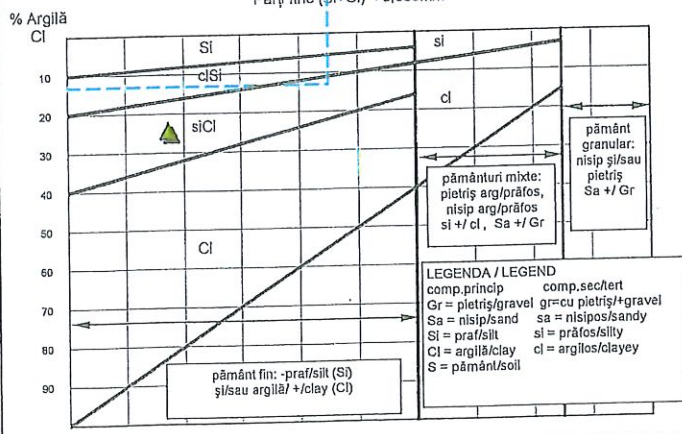 % Argilă
Cl
10
20
30
40
50
60
70
80
90
Si
clSi
siCl
Cl
si
cl
pământuri mixte:
pietriş arg/prăfos,
nisip arg/prăfos
si +/ cl , Sa +/ Gr
pământ
granular:
nisip şi/sau
pietriş
Sa +/ Gr
pământ fin: -praf/silt (Si)
şi/sau argilă/ +/clay (Cl)
LEGENDA / LEGEND
comp.princip comp.sec/tert
Gr = pietriş/gravel gr=cu pietriş/+gravel
Sa = nisip/sand sa = nisipos/sandy
Si = praf/silt si = prăfos/silty
Cl = argilă/clay cl = argilos/clayey
S = pământ/soil